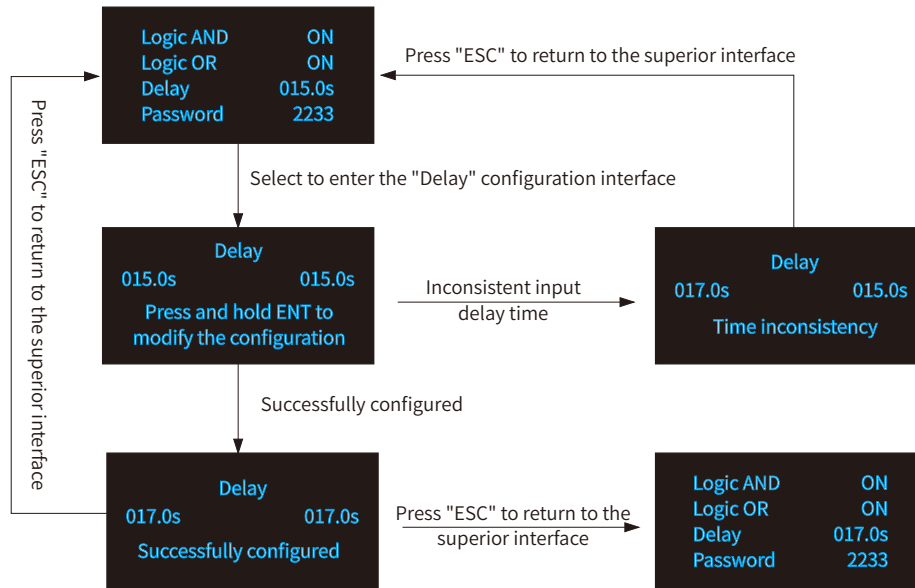 Logic AND ON
Logic OR ON
Delay 015.0s
Password 2233
Press "ESC" to return to the superior interface
Press "ESC" to return to the superior interface
Select to enter the "Delay" configuration interface
Delay
015.0s 015.0s
Press and hold ENT to
modify the configuration
Inconsistent input
delay time
Delay
017.0s 015.0s
Time inconsistency
Successfully configured
Delay
017.0s 017.0s
Successfully configured
Press "ESC" to return to the
superior interface
Logic AND ON
Logic OR ON
Delay 017.0s
Password 2233